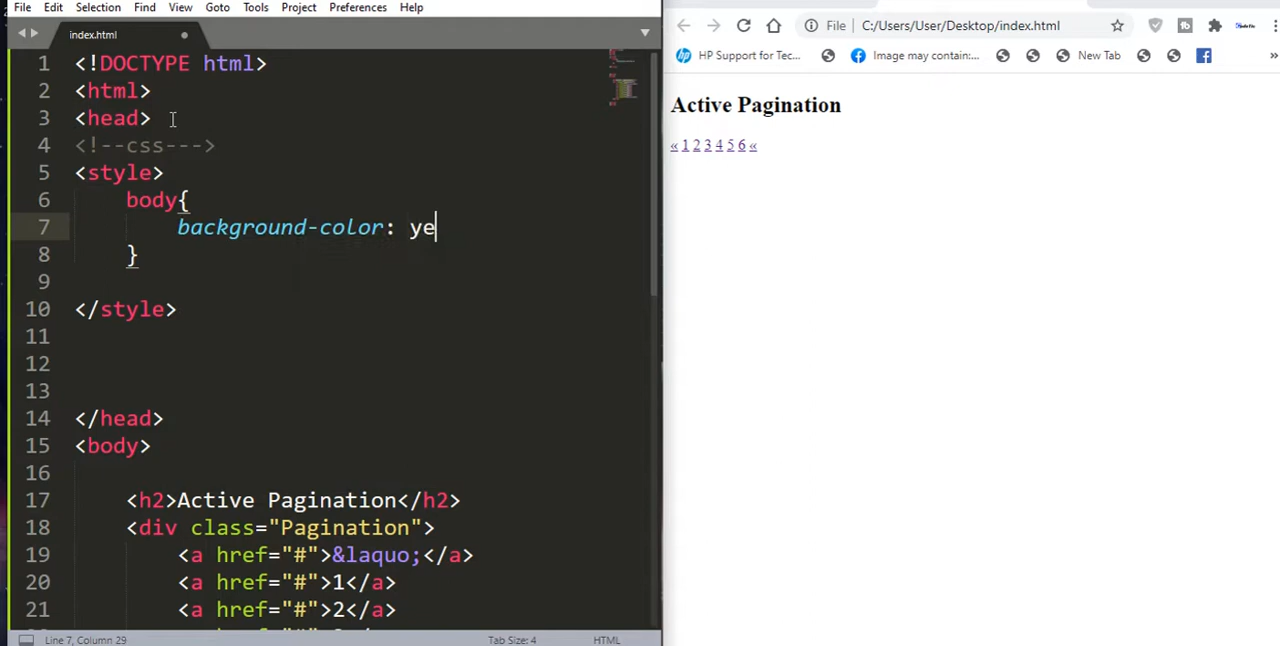 File Edit Selection Find View Goto Tools Project Preferences Help
index.html
1 <!DOCTYPE html>
2 <html>
3 <head>
4 <!--css--->
5 <style>
6 body{
7 background-color: ye
8 }
9
10 </style>
11
12
13
14 </head>
15 <body>
16
17 <h2>Active Pagination</h2>
18 <div class="Pagination">
19 <a href="#">&laquo;</a>
20 <a href="#">1</a>
21 <a href="#">2</a>
Line 7, Column 29 Tab Size: 4 HTML
File C:/Users/User/Desktop/index.html
HP Support for Tec... Image may contain:... New Tab »
Active Pagination
« 1 2 3 4 5 6 «